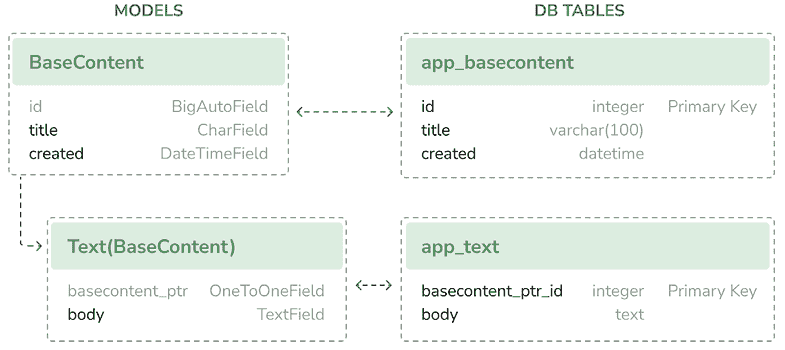 MODELS
DB TABLES
BaseContent
id BigAutoField
title CharField
created DateTimeField
app_basecontent
id integer Primary Key
title varchar(100)
created datetime
Text(BaseContent)
basecontent_ptr OneToOneField
body TextField
app_text
basecontent_ptr_id integer Primary Key
body text